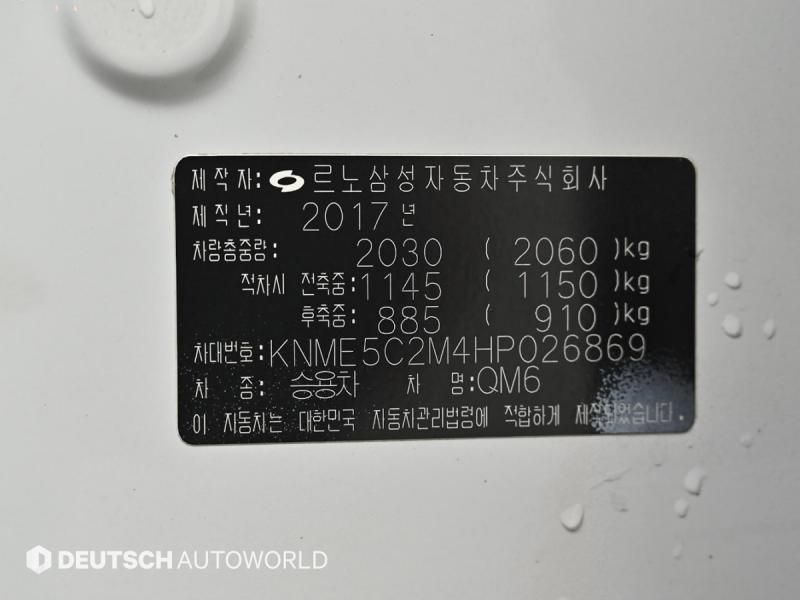 제 작 자: 르노삼성자동차주식회사
제 작 년: 2017 년
차량총중량: 2030 ( 2060 )kg
적차시 전축중: 1145 ( 1150 )kg
후축중: 885 ( 910 )kg
차대번호: KNME5C2M4HP026869
차 종: 승용차 차 명: QM6
이 자동차는 대한민국 자동차관리법령에 적합하게 제작되었습니다.
DEUTSCH AUTOWORLD